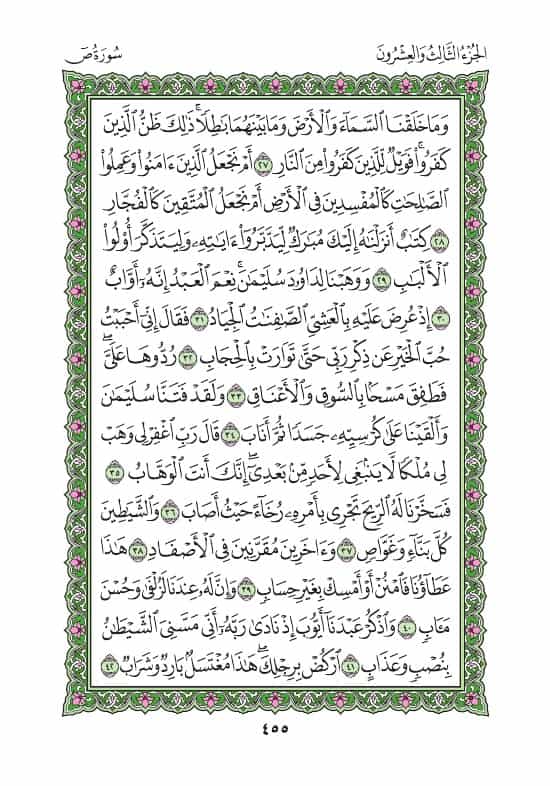 الجُزْءُ الثَّالِثُ وَالعِشْرُونَ
سُورَةُ صٓ
وَمَا خَلَقْنَا ٱلسَّمَآءَ وَٱلْأَرْضَ وَمَا بَيْنَهُمَا بَٰطِلًاۚ ذَٰلِكَ ظَنُّ ٱلَّذِينَ
كَفَرُوا۟ۚ فَوَيْلٌ لِّلَّذِينَ كَفَرُوا۟ مِنَ ٱلنَّارِ ٢٧ أَمْ نَجْعَلُ ٱلَّذِينَ ءَامَنُوا۟ وَعَمِلُوا۟
ٱلصَّٰلِحَٰتِ كَٱلْمُفْسِدِينَ فِى ٱلْأَرْضِ أَمْ نَجْعَلُ ٱلْمُتَّقِينَ كَٱلْفُجَّارِ
٢٨ كِتَٰبٌ أَنزَلْنَٰهُ إِلَيْكَ مُبَٰرَكٌ لِّيَدَّبَّرُوٓا۟ ءَايَٰتِهِۦ وَلِيَتَذَكَّرَ أُو۟لُوا۟
ٱلْأَلْبَٰبِ ٢٩ وَوَهَبْنَا لِدَاوُۥدَ سُلَيْمَٰنَۚ نِعْمَ ٱلْعَبْدُ إِنَّهُۥٓ أَوَّابٌ
٣٠ إِذْ عُرِضَ عَلَيْهِ بِٱلْعَشِىِّ ٱلصَّٰفِنَٰتُ ٱلْجِيَادُ ٣١ فَقَالَ إِنِّىٓ أَحْبَبْتُ
حُبَّ ٱلْخَيْرِ عَن ذِكْرِ رَبِّى حَتَّىٰ تَوَارَتْ بِٱلْحِجَابِ ٣٢ رُدُّوهَا عَلَىَّۖ
فَطَفِقَ مَسْحًۢا بِٱلسُّوقِ وَٱلْأَعْنَاقِ ٣٣ وَلَقَدْ فَتَنَّا سُلَيْمَٰنَ
وَأَلْقَيْنَا عَلَىٰ كُرْسِيِّهِۦ جَسَدًا ثُمَّ أَنَابَ ٣٤ قَالَ رَبِّ ٱغْفِرْ لِى وَهَبْ
لِى مُلْكًا لَّا يَنۢبَغِى لِأَحَدٍ مِّنۢ بَعْدِىٓۖ إِنَّكَ أَنتَ ٱلْوَهَّابُ ٣٥
فَسَخَّرْنَا لَهُ ٱلرِّيحَ تَجْرِى بِأَمْرِهِۦ رُخَآءً حَيْثُ أَصَابَ ٣٦ وَٱلشَّيَٰطِينَ
كُلَّ بَنَّآءٍ وَغَوَّاصٍ ٣٧ وَءَاخَرِينَ مُقَرَّنِينَ فِى ٱلْأَصْفَادِ ٣٨ هَٰذَا
عَطَآؤُنَا فَٱمْنُنْ أَوْ أَمْسِكْ بِغَيْرِ حِسَابٍ ٣٩ وَإِنَّ لَهُۥ عِندَنَا لَزُلْفَىٰ وَحُسْنَ
مَـَٔابٍ ٤٠ وَٱذْكُرْ عَبْدَنَآ أَيُّوبَ إِذْ نَادَىٰ رَبَّهُۥٓ أَنِّى مَسَّنِىَ ٱلشَّيْطَٰنُ
بِنُصْبٍ وَعَذَابٍ ٤١ ٱرْكُضْ بِرِجْلِكَۖ هَٰذَا مُغْتَسَلٌۢ بَارِدٌ وَشَرَابٌ ٤٢
٤٥٥